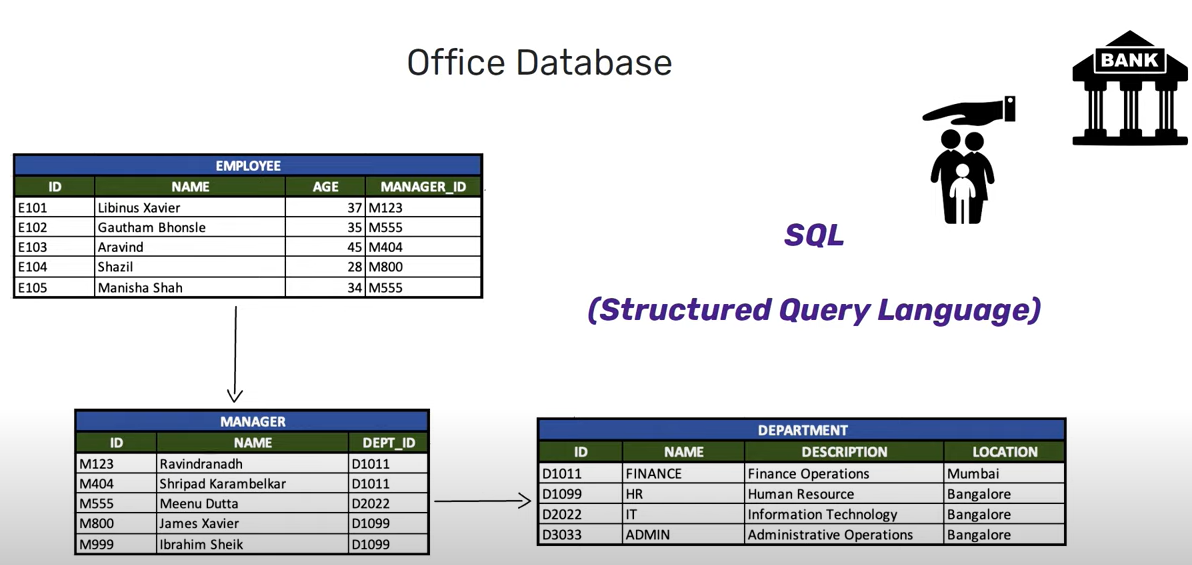 Office Database
BANK
SQL
(Structured Query Language)
EMPLOYEE
ID NAME AGE MANAGER_ID
E101 Libinus Xavier 37 M123
E102 Gautham Bhonsle 35 M555
E103 Aravind 45 M404
E104 Shazil 28 M800
E105 Manisha Shah 34 M555
MANAGER
ID NAME DEPT_ID
M123 Ravindranadh D1011
M404 Shripad Karambelkar D1011
M555 Meenu Dutta D2022
M800 James Xavier D1099
M999 Ibrahim Sheik D1099
DEPARTMENT
ID NAME DESCRIPTION LOCATION
D1011 FINANCE Finance Operations Mumbai
D1099 HR Human Resource Bangalore
D2022 IT Information Technology Bangalore
D3033 ADMIN Administrative Operations Bangalore